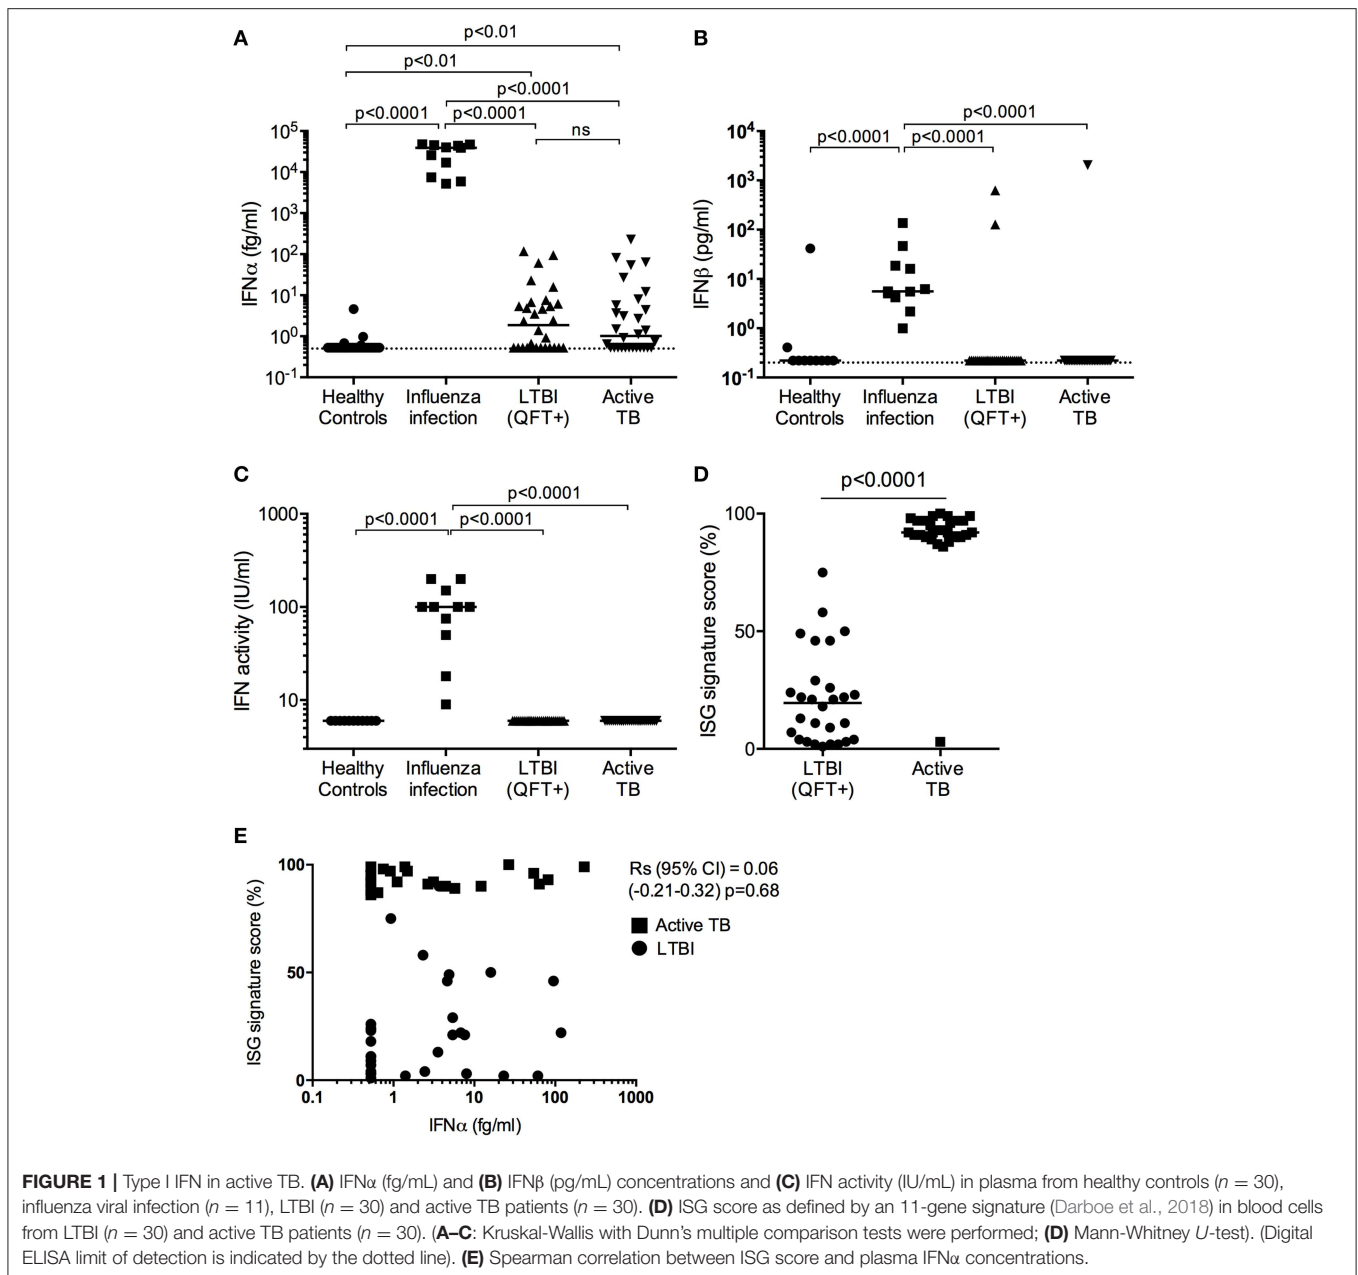 A
p<0.01
p<0.01
p<0.0001
p<0.0001 p<0.0001
ns
IFNα (fg/ml)
10^5
10^4
10^3
10^2
10^1
10^0
10^-1
Healthy Controls
Influenza infection
LTBI (QFT+)
Active TB
B
p<0.0001
p<0.0001 p<0.0001
IFNβ (pg/ml)
10^4
10^3
10^2
10^1
10^0
10^-1
Healthy Controls
Influenza infection
LTBI (QFT+)
Active TB
C
p<0.0001
p<0.0001 p<0.0001
IFN activity (IU/ml)
1000
100
10
Healthy Controls
Influenza infection
LTBI (QFT+)
Active TB
D
p<0.0001
ISG signature score (%)
100
50
0
LTBI (QFT+)
Active TB
E
ISG signature score (%)
100
50
0
0.1 1 10 100 1000
IFNα (fg/ml)
Rs (95% CI) = 0.06
(-0.21-0.32) p=0.68
Active TB
LTBI
FIGURE 1 | Type I IFN in active TB. (A) IFNα (fg/mL) and (B) IFNβ (pg/mL) concentrations and (C) IFN activity (IU/mL) in plasma from healthy controls (n = 30),
influenza viral infection (n = 11), LTBI (n = 30) and active TB patients (n = 30). (D) ISG score as defined by an 11-gene signature (Darboe et al., 2018) in blood cells
from LTBI (n = 30) and active TB patients (n = 30). (A–C: Kruskal-Wallis with Dunn's multiple comparison tests were performed; (D) Mann-Whitney U-test). (Digital
ELISA limit of detection is indicated by the dotted line). (E) Spearman correlation between ISG score and plasma IFNα concentrations.